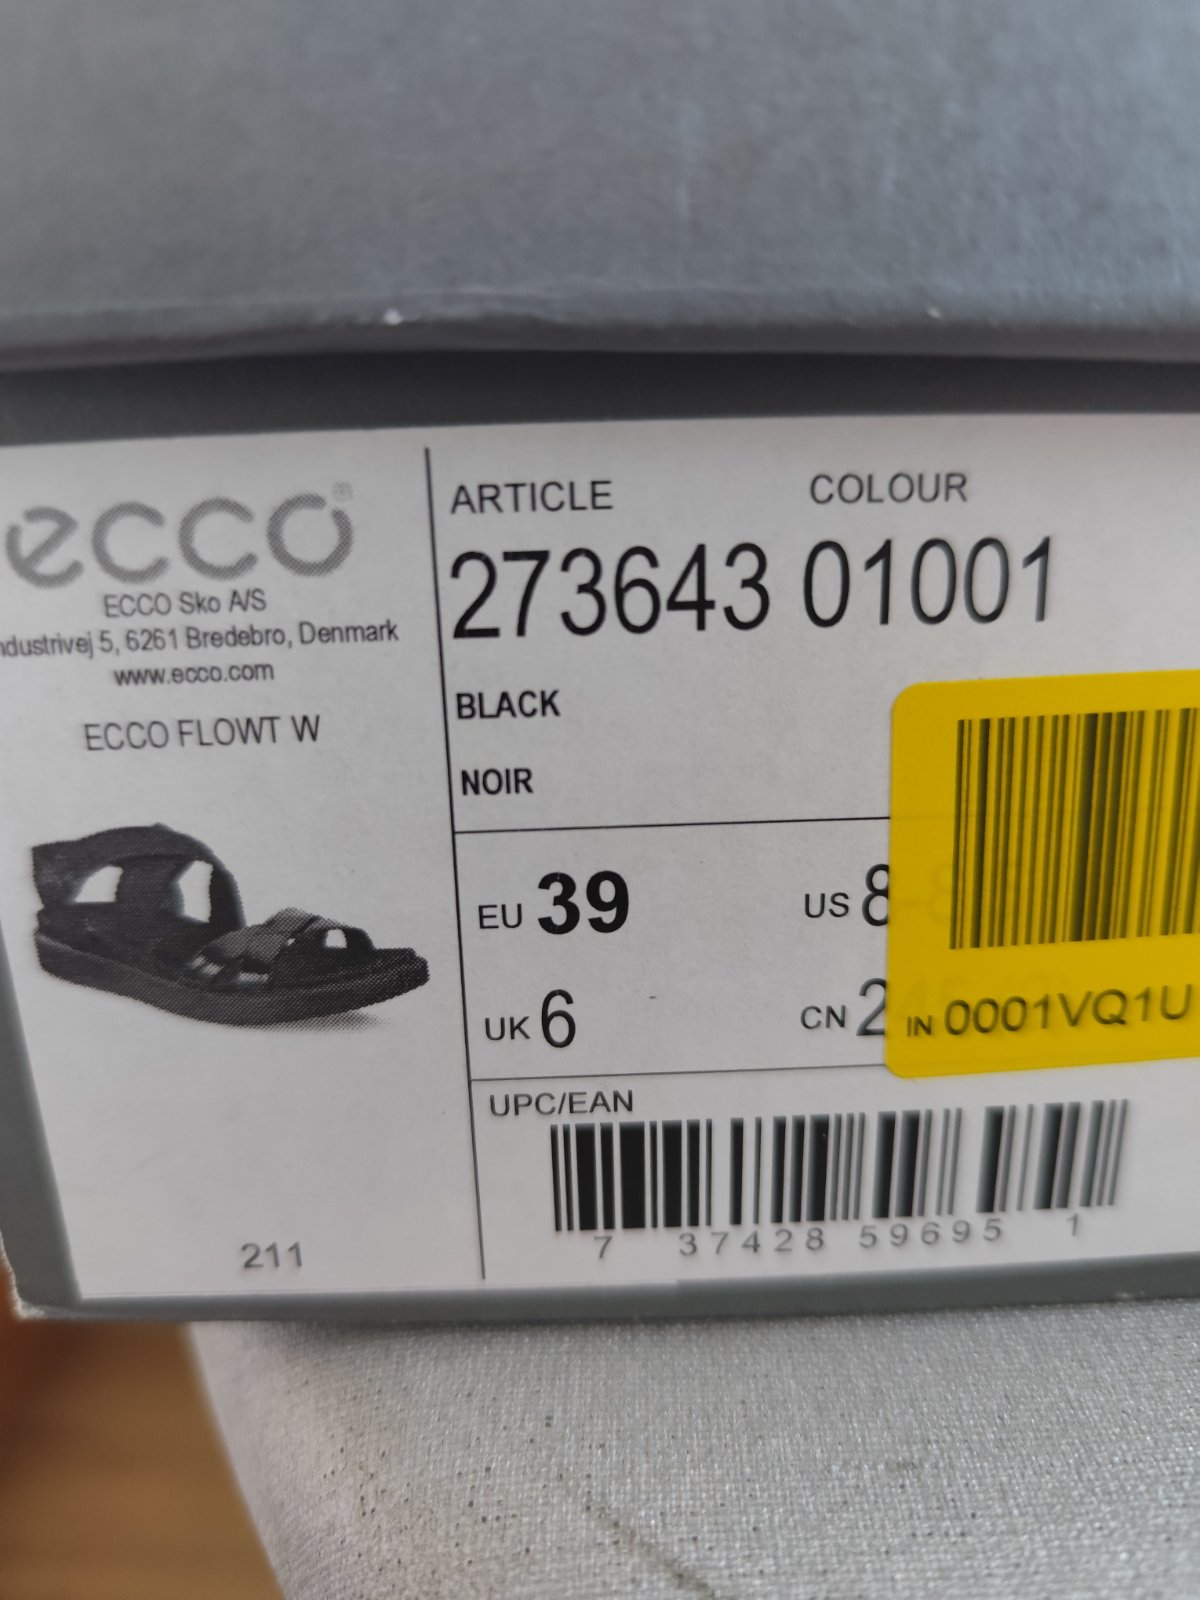 ecco®
ECCO Sko A/S
ndustrivej 5, 6261 Bredebro, Denmark
www.ecco.com
ECCO FLOWT W
211
ARTICLE COLOUR
273643 01001
BLACK
NOIR
EU 39 US 8
UK 6 CN 2
IN 0001VQ1U
UPC/EAN
7 37428 59695 1